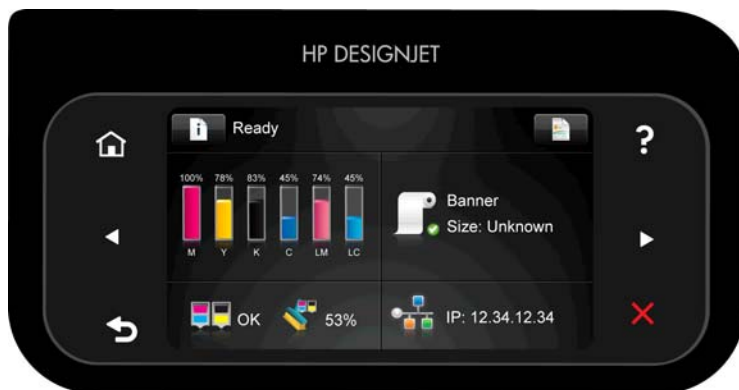 HP DESIGNJET
i Ready
?
100% 78% 83% 45% 74% 45%
M Y K C LM LC
Banner
Size: Unknown
OK 53%
IP: 12.34.12.34